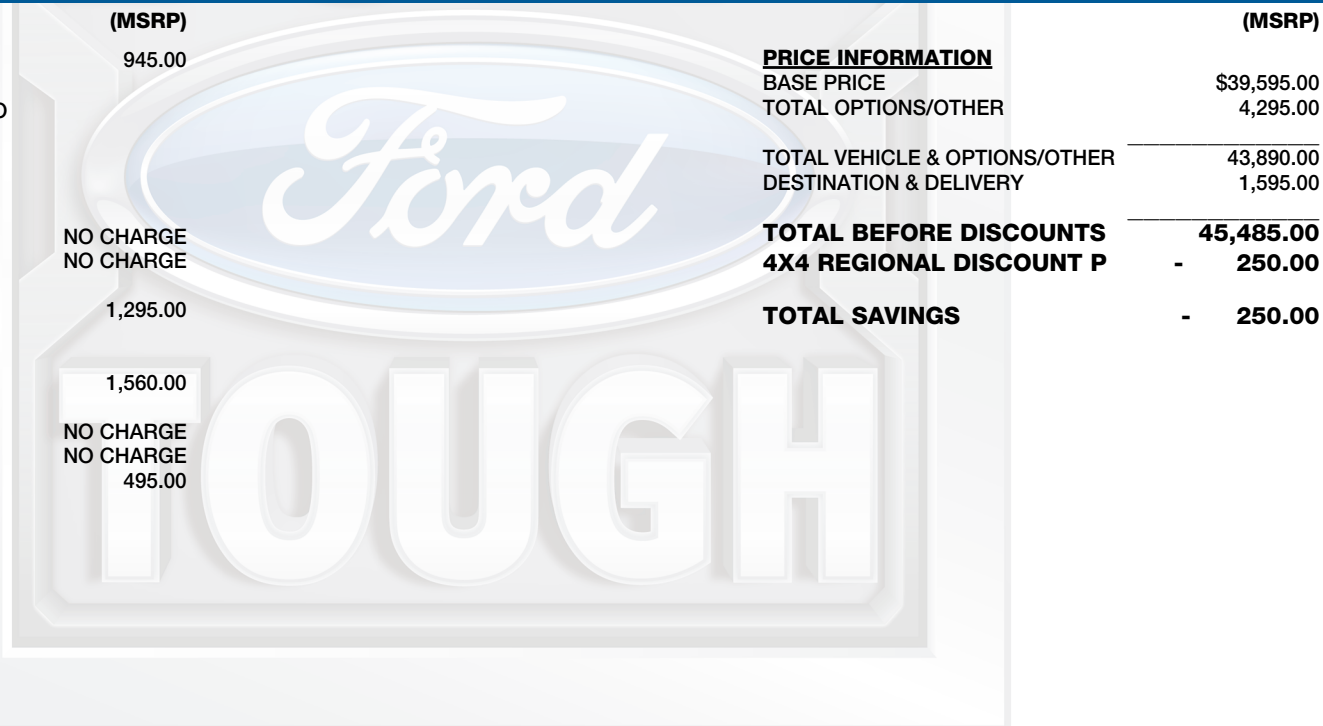 (MSRP)
945.00
NO CHARGE
NO CHARGE
1,295.00
1,560.00
NO CHARGE
NO CHARGE
495.00
Ford
TOUGH
(MSRP)
PRICE INFORMATION
BASE PRICE $39,595.00
TOTAL OPTIONS/OTHER 4,295.00
TOTAL VEHICLE & OPTIONS/OTHER 43,890.00
DESTINATION & DELIVERY 1,595.00
TOTAL BEFORE DISCOUNTS 45,485.00
4X4 REGIONAL DISCOUNT P - 250.00
TOTAL SAVINGS - 250.00